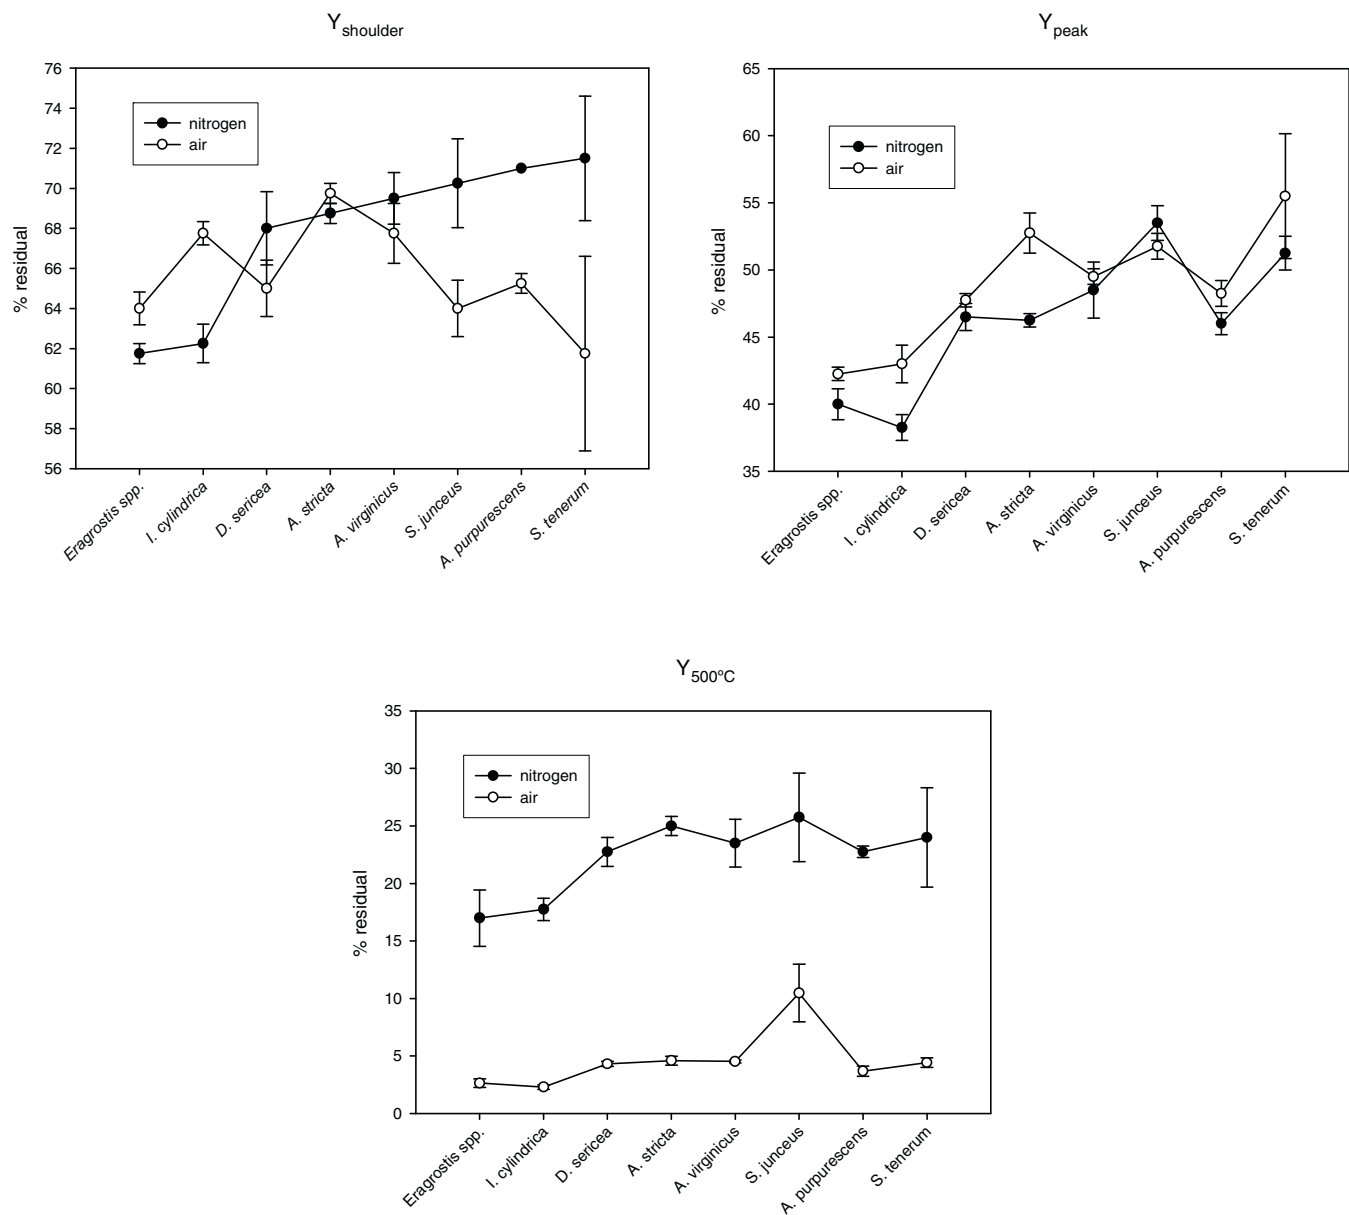 Yshoulder
76
74
72
70
68
66
64
62
60
58
56
% residual
nitrogen
air
Eragrostis spp.
I. cylindrica
D. sericea
A. stricta
A. virginicus
S. junceus
A. purpurescens
S. tenerum
Ypeak
65
60
55
50
45
40
35
% residual
nitrogen
air
Eragrostis spp.
I. cylindrica
D. sericea
A. stricta
A. virginicus
S. junceus
A. purpurescens
S. tenerum
Y500ºC
35
30
25
20
15
10
5
0
% residual
nitrogen
air
Eragrostis spp.
I. cylindrica
D. sericea
A. stricta
A. virginicus
S. junceus
A. purpurescens
S. tenerum